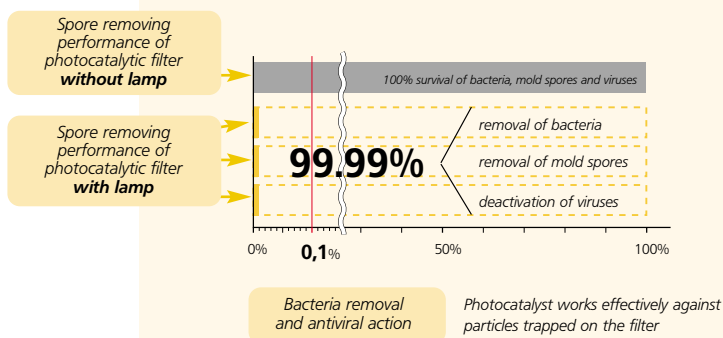 Spore removing
performance of
photocatalytic filter
without lamp
100% survival of bacteria, mold spores and viruses
Spore removing
performance of
photocatalytic filter
with lamp
removal of bacteria
99.99%
removal of mold spores
deactivation of viruses
0%
0,1%
50%
100%
Bacteria removal
and antiviral action
Photocatalyst works effectively against
particles trapped on the filter